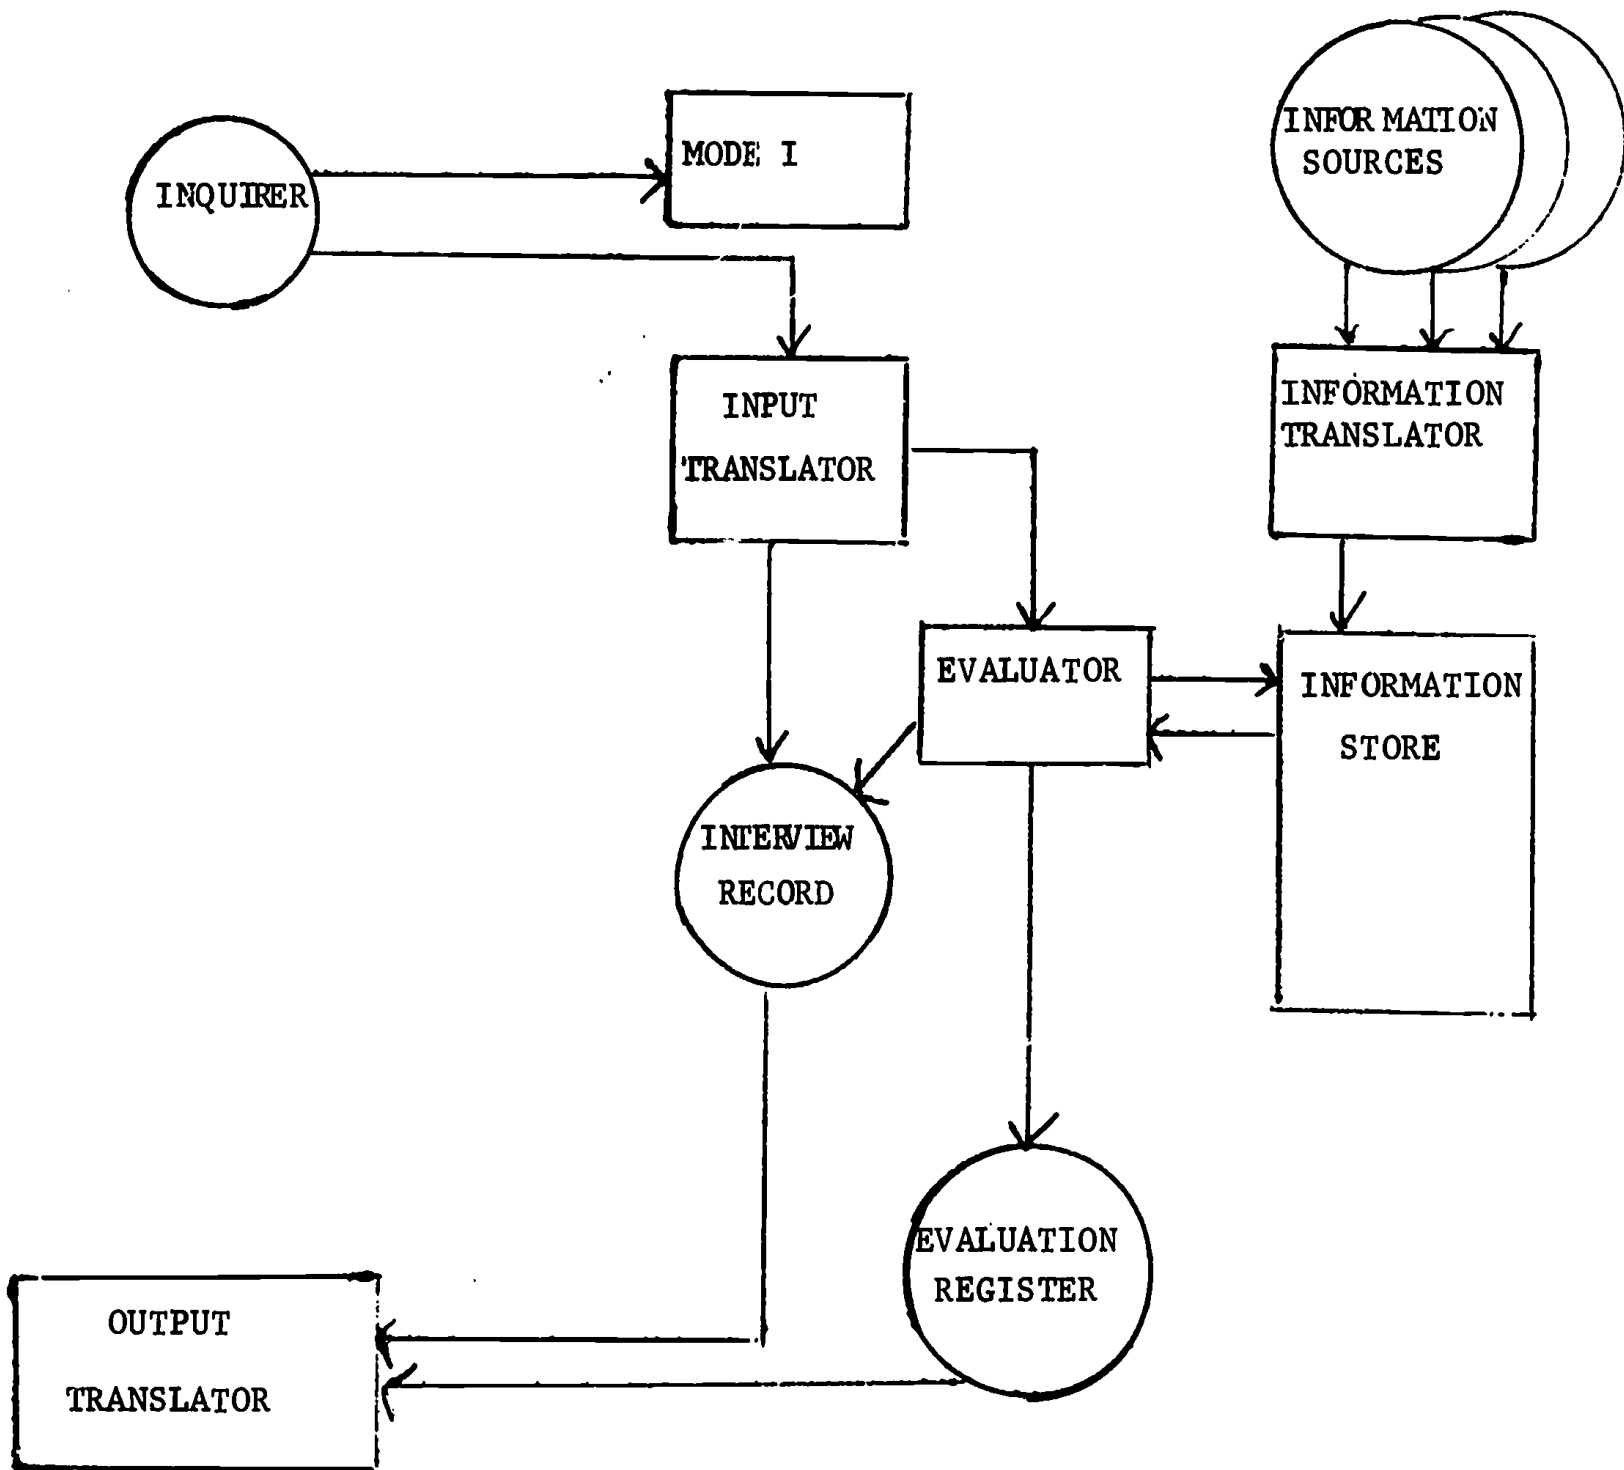 INFORMATION
SOURCES
MODE I
INQUIRER
INPUT
TRANSLATOR
INFORMATION
TRANSLATOR
EVALUATOR
INFORMATION
STORE
INTERVIEW
RECORD
EVALUATION
REGISTER
OUTPUT
TRANSLATOR